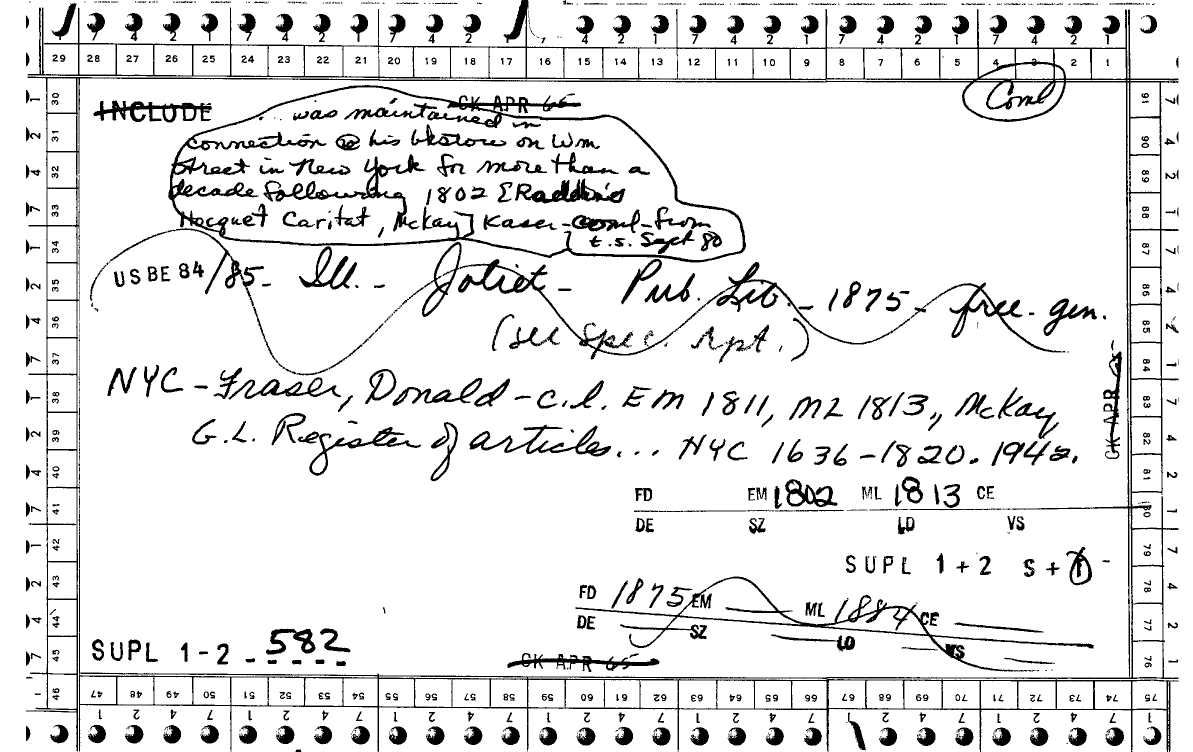 7 4 2 1 7 4 2 1 7 4 2 1 7 4 2 1 7 4 2 1 7 4 2 1 7 4 2 1
29 28 27 26 25 24 23 22 21 20 19 18 17 16 15 14 13 12 11 10 9 8 7 6 5 4 3 2 1
Coml
INCLUDE
CK APR 65
... was maintained in
connection @ his bkstore on Wm
Street in New York for more than a
decade following 1802 [Raddin's
Hocquet Caritat, McKay] Kaser-coml-from
t.s. Sept 80
US BE 84/85- Ill. - Joliet - Pub. Lib. - 1875 - free. gen.
(see Spec. Rpt.)
NYC - Fraser, Donald - c.l. EM 1811, ML 1813, McKay,
G.L. Register of articles... NYC 1636-1820. 1942.
CK APR
FD EM 1802 ML 1813 CE
DE SZ LD VS
SUPL 1+2 S+1 -
FD 1875 EM ML 1884 CE
DE SZ LD VS
SUPL 1-2 - 582
CK APR 65
30 31 32 33 34 35 36 37 38 39 40 41 42 43 44 45 46
91 90 89 88 87 86 85 84 83 82 81 80 79 78 77 76 75
47 48 49 50 51 52 53 54 55 56 57 58 59 60 61 62 63 64 65 66 67 68 69 70 71 72 73 74
1 2 4 7 1 2 4 7 1 2 4 7 1 2 4 7 1 2 4 7 1 2 4 7 1 2 4 7